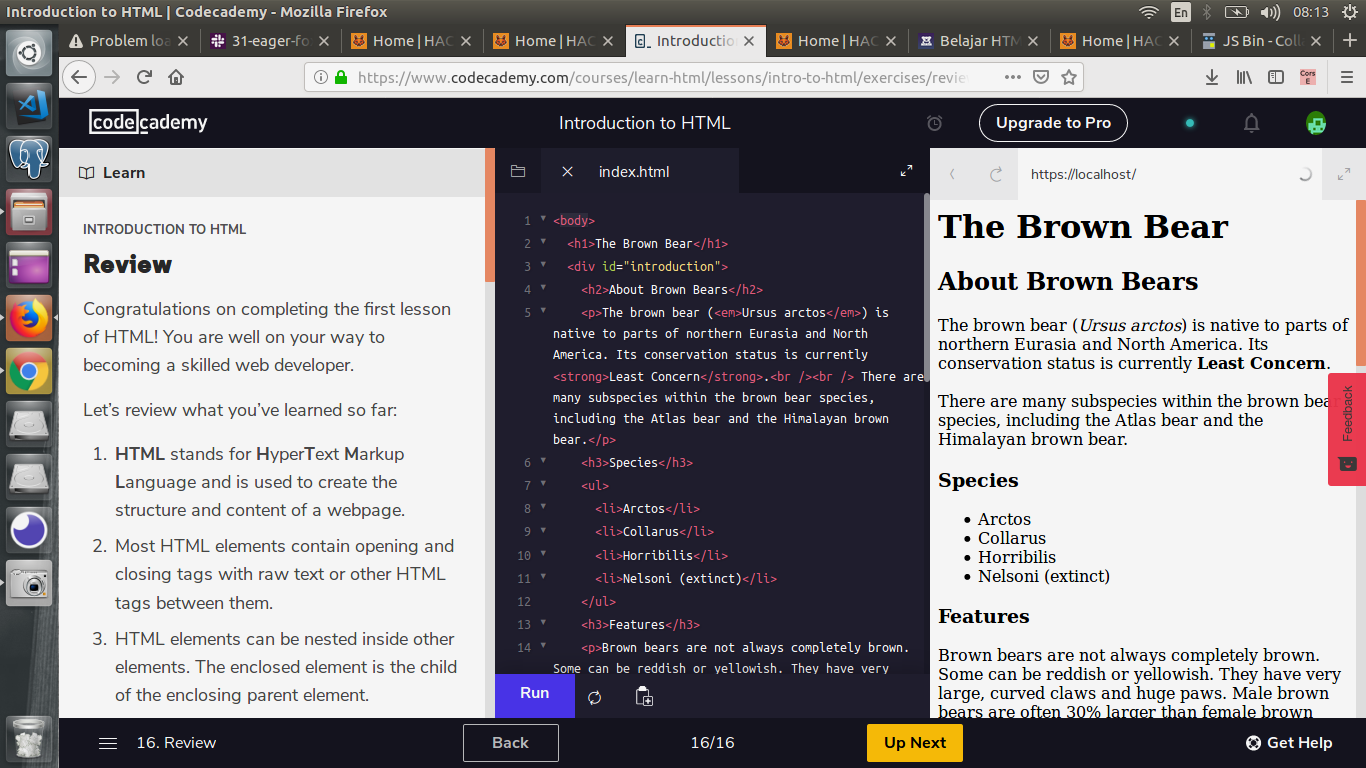 Introduction to HTML | Codecademy - Mozilla Firefox
En
08:13
Problem loa
31-eager-fo
Home | HAC
Home | HAC
Introduction
Home | HAC
Belajar HTM
Home | HAC
JS Bin - Coll
https://www.codecademy.com/courses/learn-html/lessons/intro-to-html/exercises/revie
Cors
E
codecademy
Introduction to HTML
Upgrade to Pro
Learn
INTRODUCTION TO HTML
Review
Congratulations on completing the first lesson
of HTML! You are well on your way to
becoming a skilled web developer.
Let’s review what you’ve learned so far:
1. HTML stands for HyperText Markup
Language and is used to create the
structure and content of a webpage.
2. Most HTML elements contain opening and
closing tags with raw text or other HTML
tags between them.
3. HTML elements can be nested inside other
elements. The enclosed element is the child
of the enclosing parent element.
index.html
1 <body>
2 <h1>The Brown Bear</h1>
3 <div id="introduction">
4 <h2>About Brown Bears</h2>
5 <p>The brown bear (<em>Ursus arctos</em>) is
native to parts of northern Eurasia and North
America. Its conservation status is currently
<strong>Least Concern</strong>.<br /><br /> There are
many subspecies within the brown bear species,
including the Atlas bear and the Himalayan brown
bear.</p>
6 <h3>Species</h3>
7 <ul>
8 <li>Arctos</li>
9 <li>Collarus</li>
10 <li>Horribilis</li>
11 <li>Nelsoni (extinct)</li>
12 </ul>
13 <h3>Features</h3>
14 <p>Brown bears are not always completely brown.
Some can be reddish or yellowish. They have very
Run
https://localhost/
The Brown Bear
About Brown Bears
The brown bear (Ursus arctos) is native to parts of
northern Eurasia and North America. Its
conservation status is currently Least Concern.
There are many subspecies within the brown bear
species, including the Atlas bear and the
Himalayan brown bear.
Species
• Arctos
• Collarus
• Horribilis
• Nelsoni (extinct)
Features
Brown bears are not always completely brown.
Some can be reddish or yellowish. They have very
large, curved claws and huge paws. Male brown
bears are often 30% larger than female brown
Feedback
16. Review
Back
16/16
Up Next
Get Help